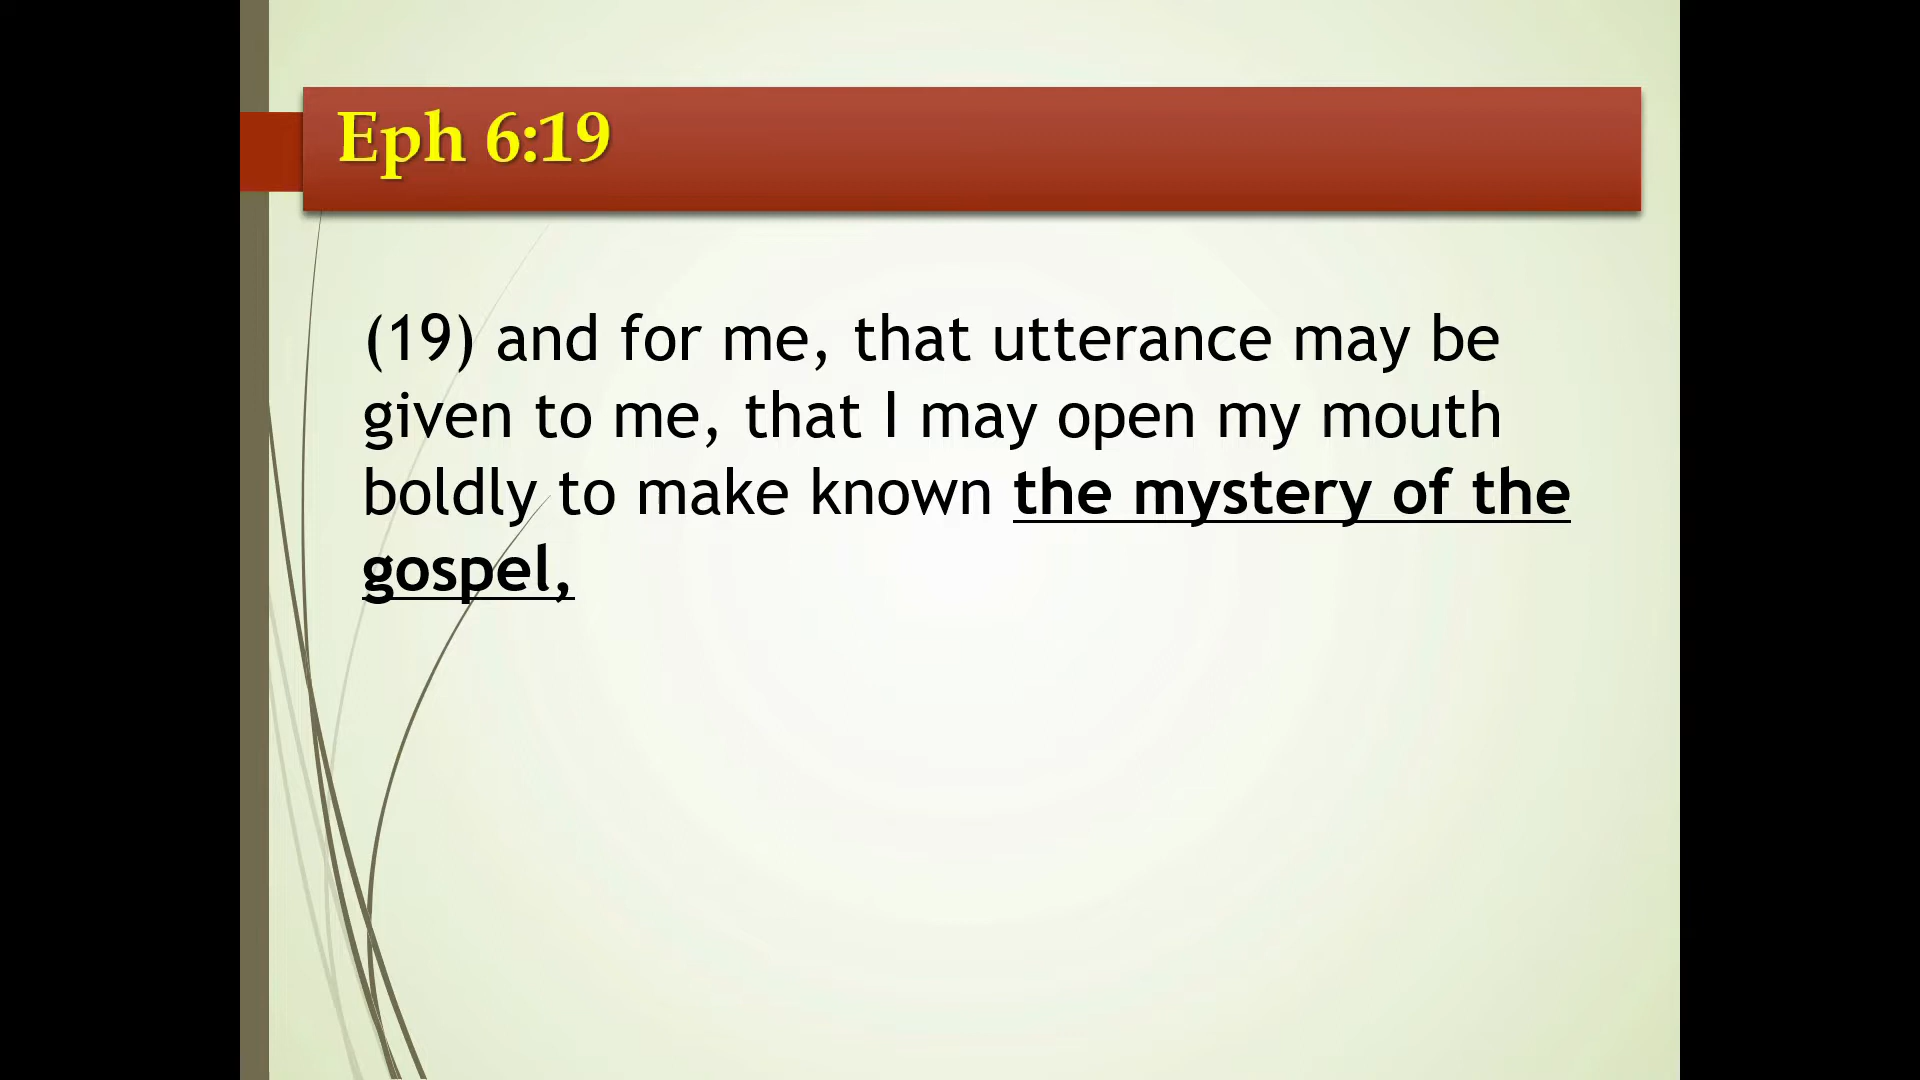 Eph 6:19
(19) and for me, that utterance may be
given to me, that I may open my mouth
boldly to make known the mystery of the
gospel,